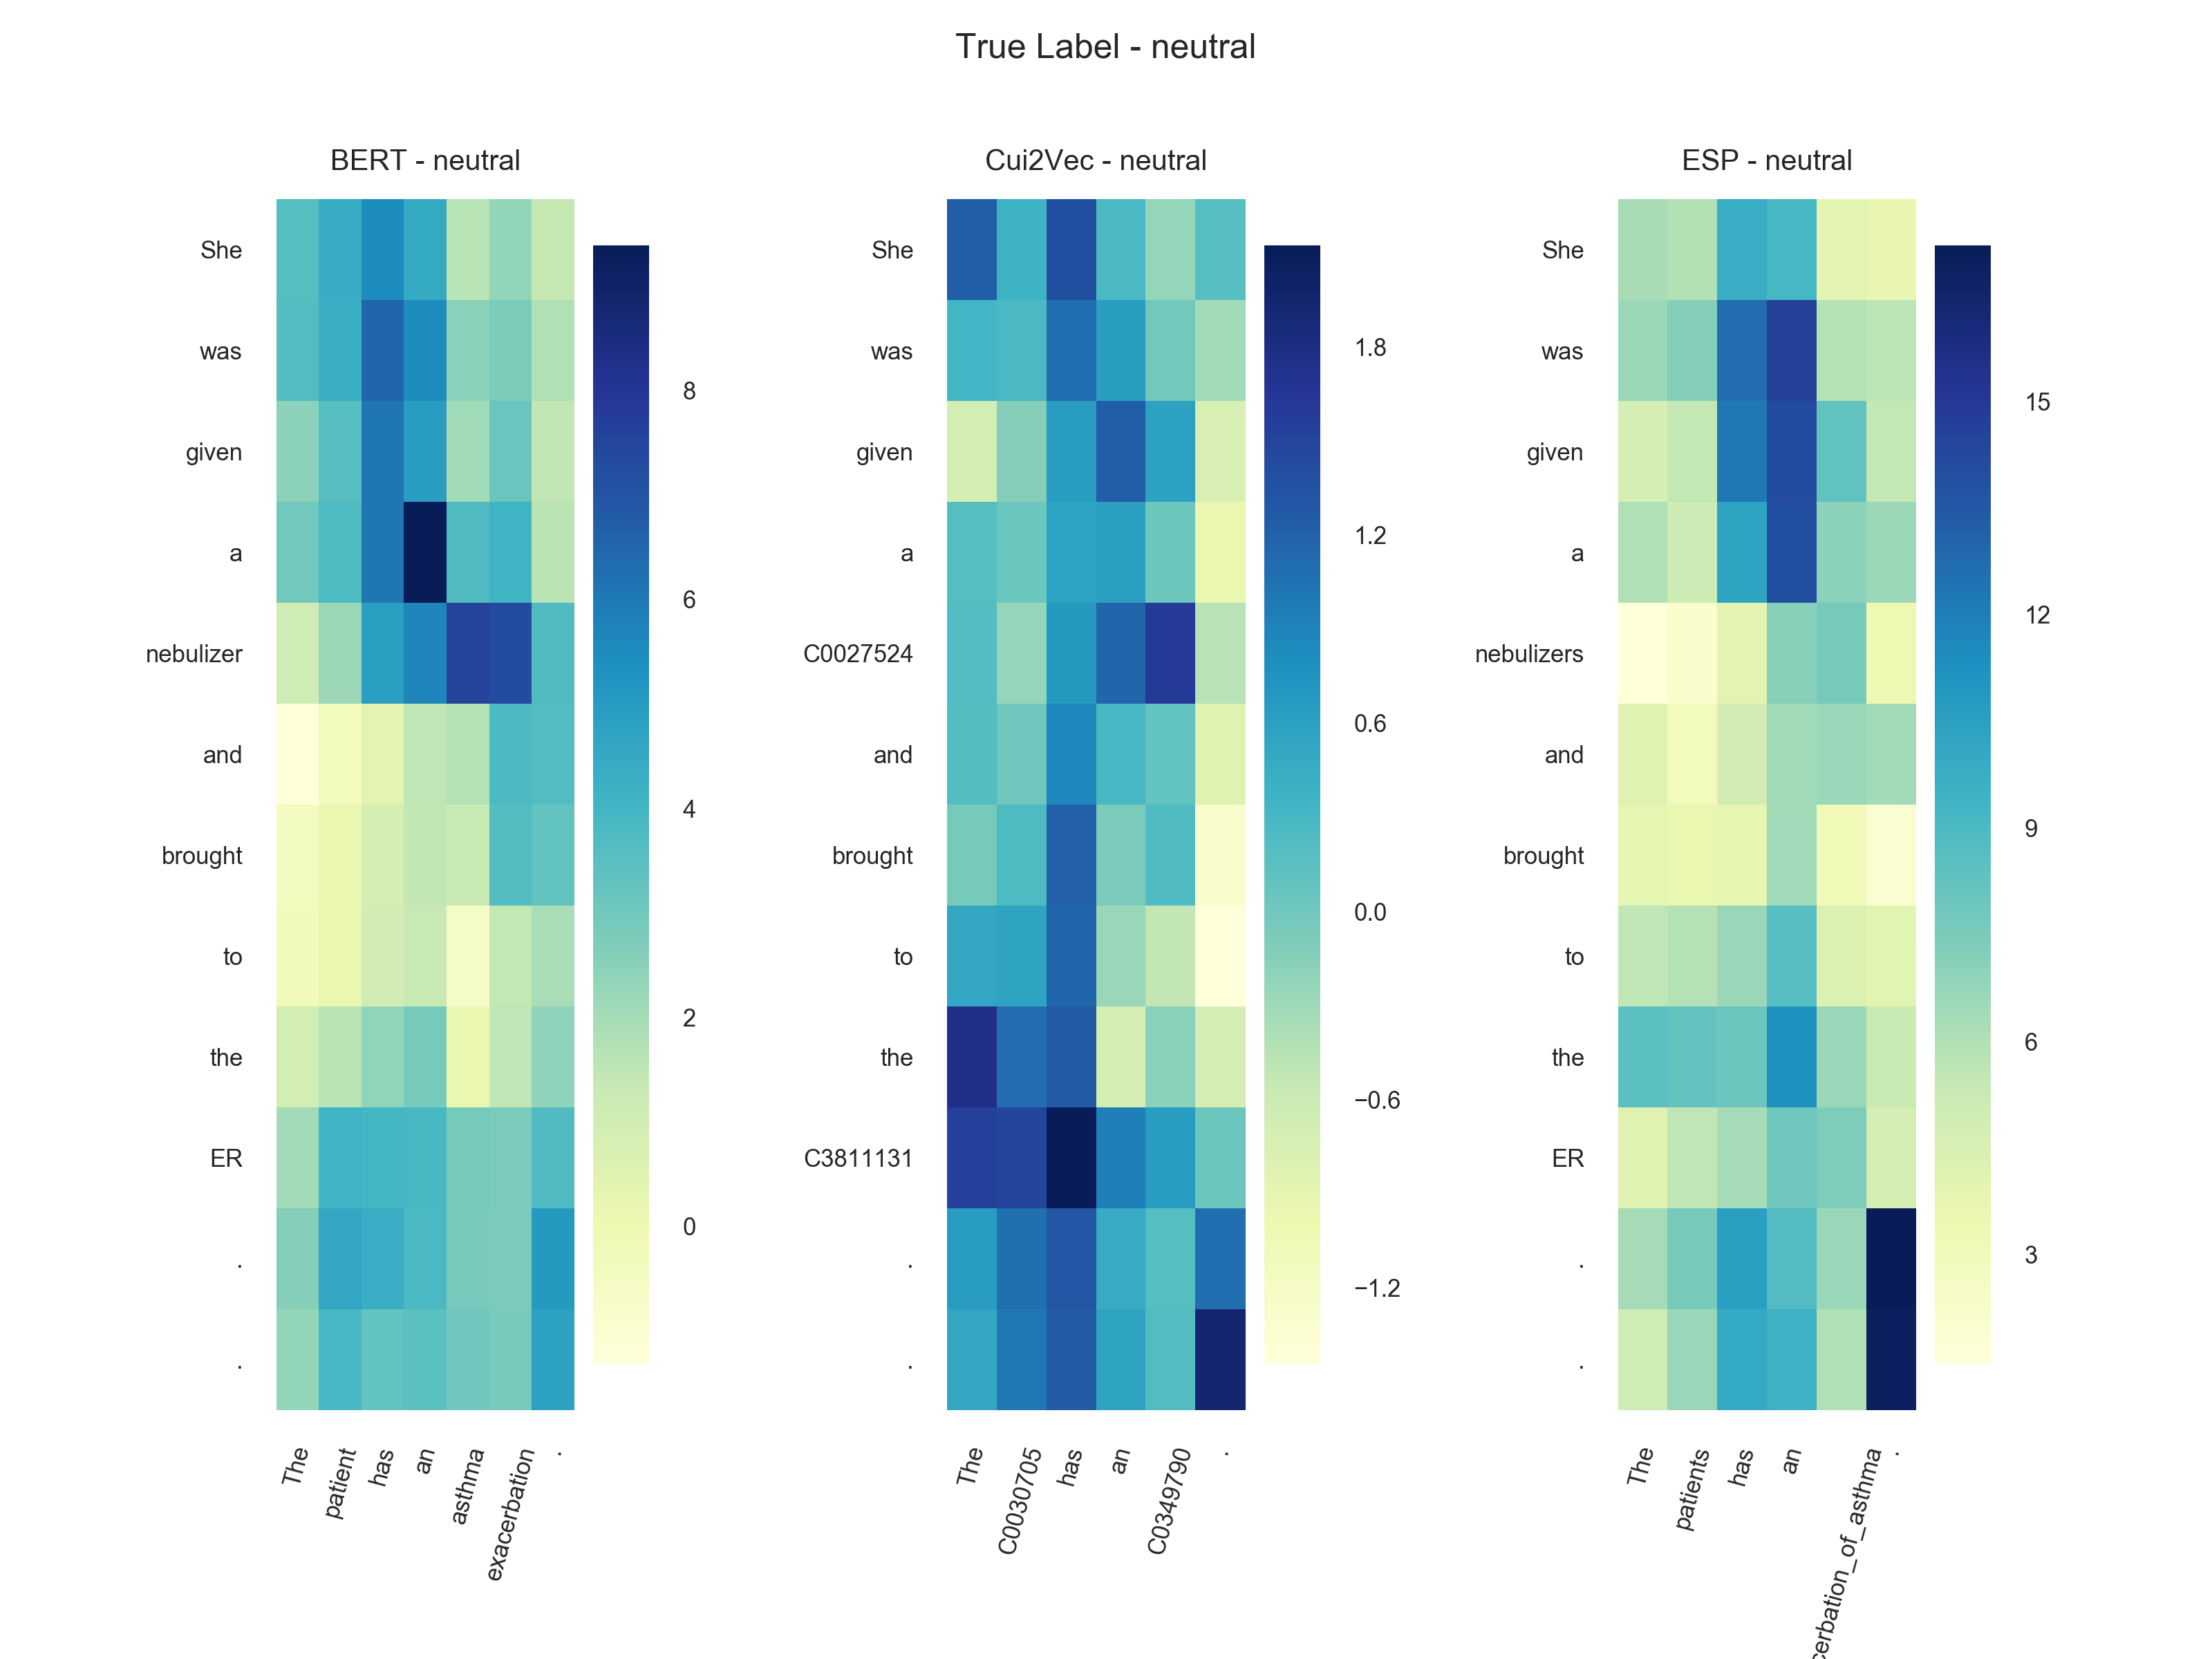 True Label - neutral
BERT - neutral
She
was
given
a
nebulizer
and
brought
to
the
ER
.
.
The
patient
has
an
asthma
exacerbation
.
8
6
4
2
0
Cui2Vec - neutral
She
was
given
a
C0027524
and
brought
to
the
C3811131
.
.
The
C0030705
has
an
C0349790
.
1.8
1.2
0.6
0.0
−0.6
−1.2
ESP - neutral
She
was
given
a
nebulizers
and
brought
to
the
ER
.
.
The
patients
has
an
cerbation_of_asthma
.
15
12
9
6
3